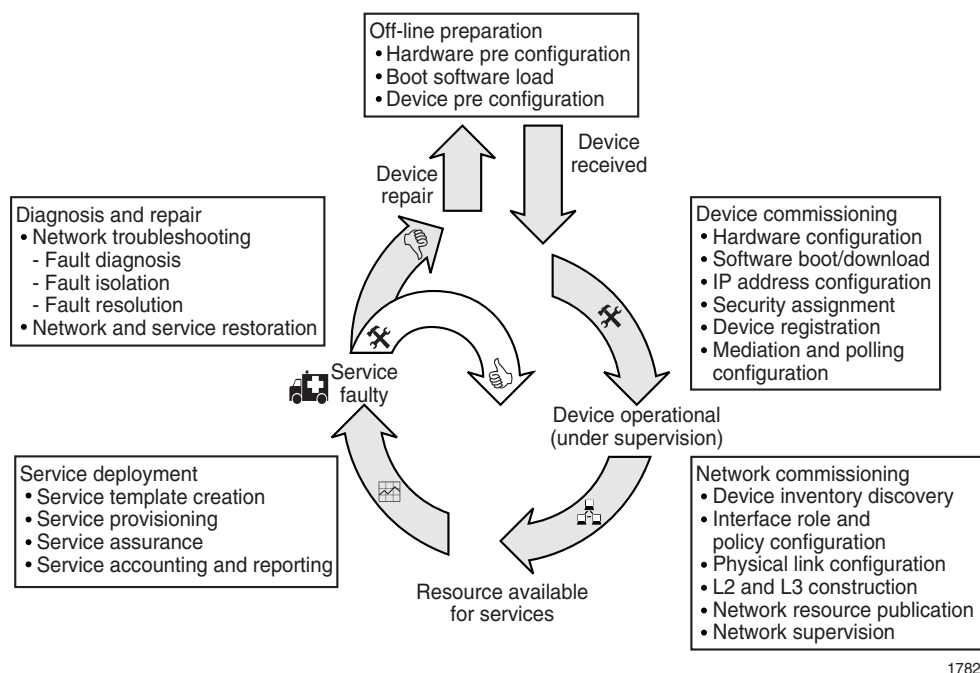 Off-line preparation
• Hardware pre configuration
• Boot software load
• Device pre configuration
Device
received
Device
repair
Diagnosis and repair
• Network troubleshooting
- Fault diagnosis
- Fault isolation
- Fault resolution
• Network and service restoration
Device commissioning
• Hardware configuration
• Software boot/download
• IP address configuration
• Security assignment
• Device registration
• Mediation and polling
configuration
Service
faulty
Device operational
(under supervision)
Service deployment
• Service template creation
• Service provisioning
• Service assurance
• Service accounting and reporting
Network commissioning
• Device inventory discovery
• Interface role and
policy configuration
• Physical link configuration
• L2 and L3 construction
• Network resource publication
• Network supervision
Resource available
for services
1782